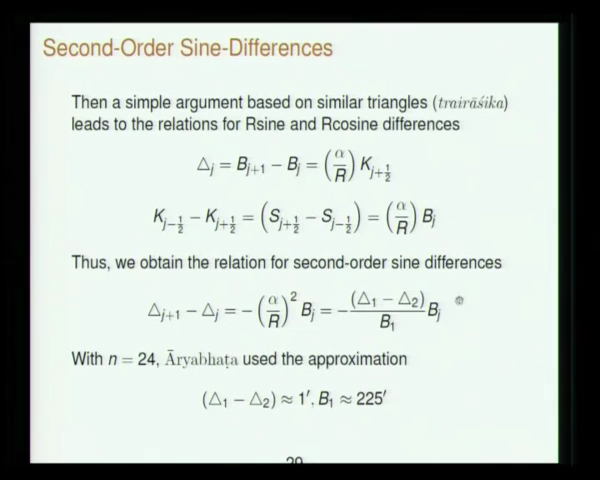 Second-Order Sine-Differences
Then a simple argument based on similar triangles (trairāśika)
leads to the relations for Rsine and Rcosine differences
△j = Bj+1 − Bj = (α/R) Kj+½
Kj−½ − Kj+½ = (Sj+½ − Sj−½) = (α/R) Bj
Thus, we obtain the relation for second-order sine differences
△j+1 − △j = −(α/R)² Bj = −(△1 − △2)/B1 Bj
With n = 24, Āryabhaṭa used the approximation
(△1 − △2) ≈ 1′, B1 ≈ 225′